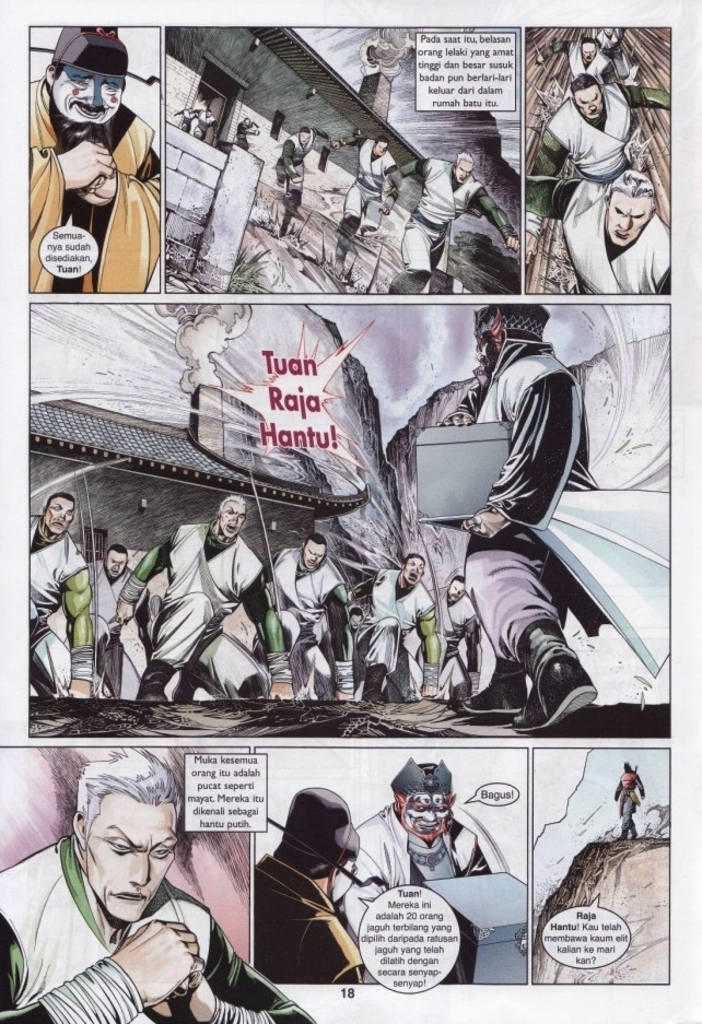 Semua-
nya sudah
disediakan,
Tuan!
Pada saat itu, belasan
orang lelaki yang amat
tinggi dan besar susuk
badan pun berlari-lari
keluar dari dalam
rumah batu itu.
Tuan
Raja
Hantu!
Muka kesemua
orang itu adalah
pucat seperti
mayat. Mereka itu
dikenali sebagai
hantu putih.
Bagus!
Tuan!
Mereka ini
adalah 20 orang
jaguh terbilang yang
dipilih daripada ratusan
jaguh yang telah
dilatih dengan
secara senyap-
senyap!
Raja
Hantu! Kau telah
membawa kaum elit
kalian ke mari
kan?
18